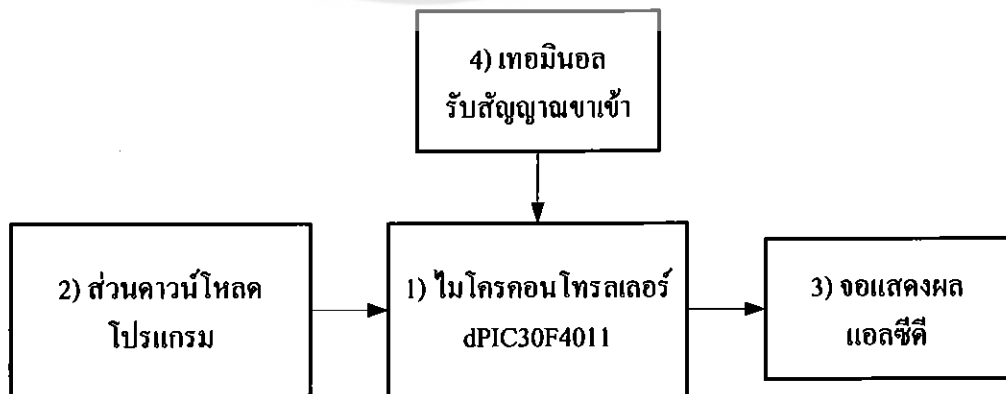 4) เทอมินอล
รับสัญญาณขาเข้า
2) ส่วนดาวน์โหลด
โปรแกรม
1) ไมโครคอนโทรลเลอร์
dPIC30F4011
3) จอแสดงผล
แอลซีดี